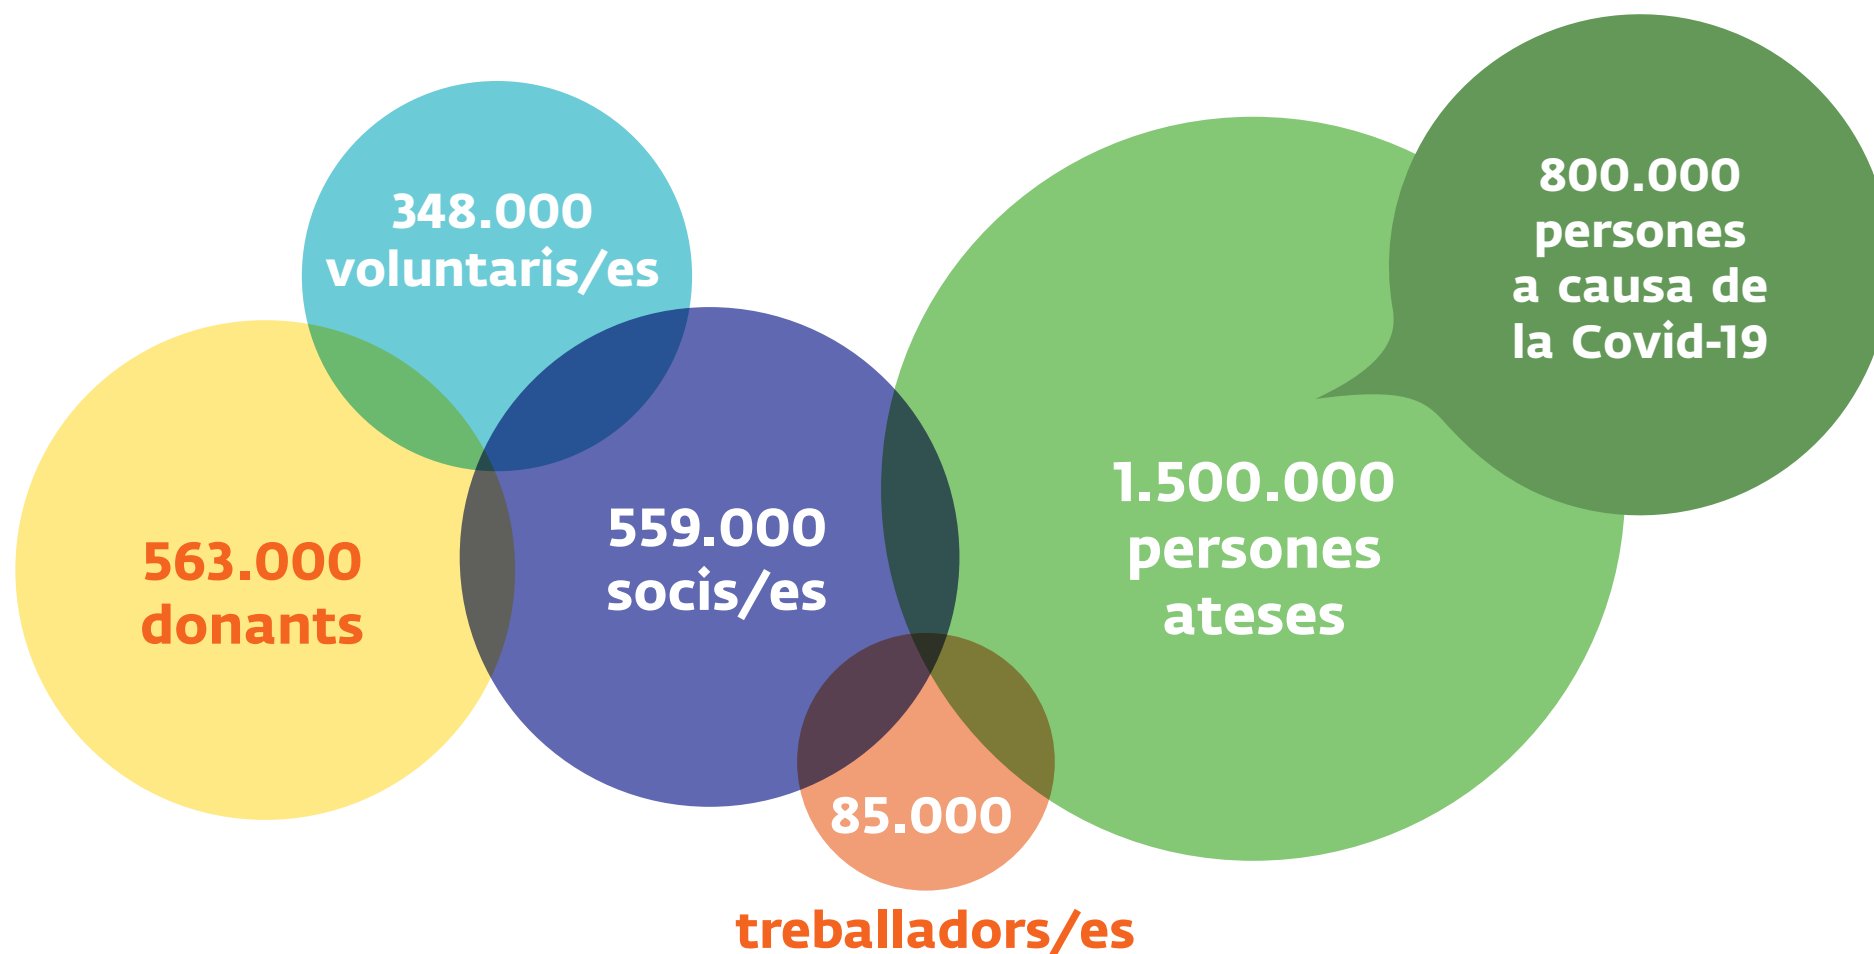 348.000
voluntaris/es
563.000
donants
559.000
socis/es
85.000
treballadors/es
1.500.000
persones
ateses
800.000
persones
a causa de
la Covid-19